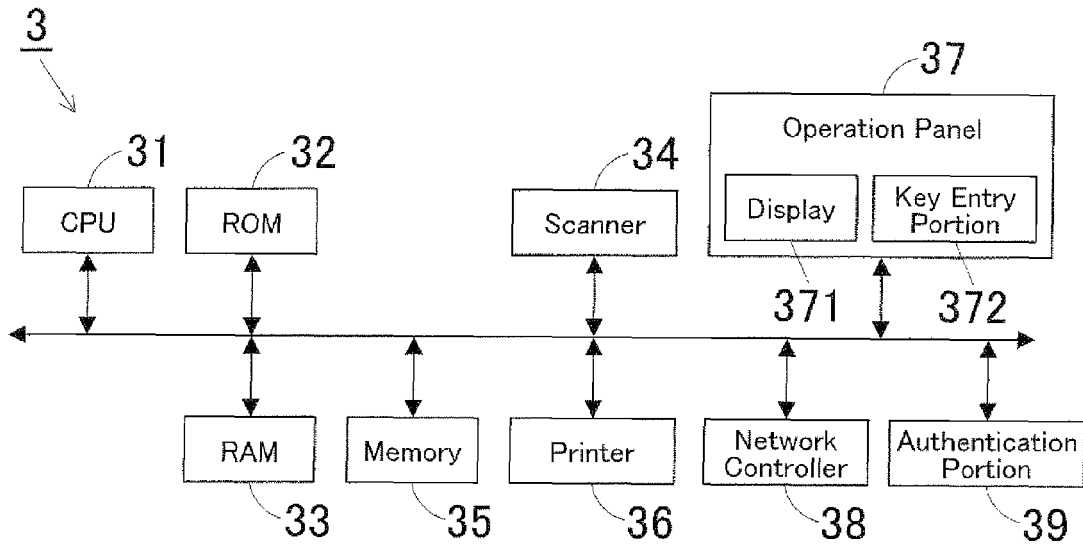 3
31
32
34
37
CPU
ROM
Scanner
Operation Panel
Display
Key Entry
Portion
371
372
RAM
Memory
Printer
Network
Controller
Authentication
Portion
33
35
36
38
39